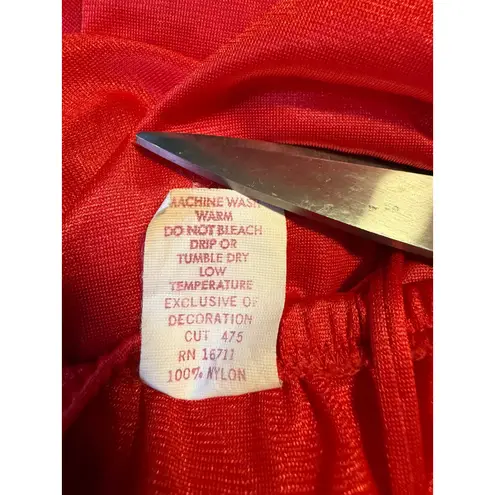 MACHINE WASH
WARM
DO NOT BLEACH
DRIP OR
TUMBLE DRY
LOW
TEMPERATURE
EXCLUSIVE OF
DECORATION
CUT 475
RN 16711
100% NYLON